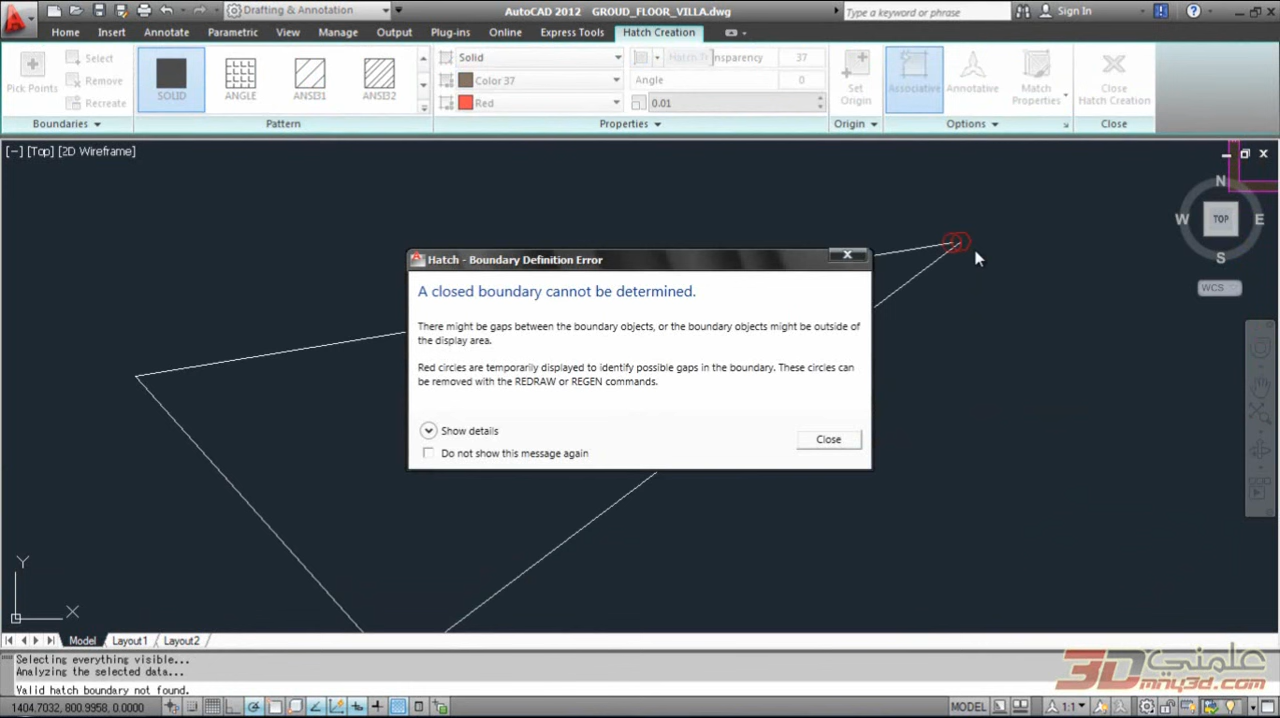 Drafting & Annotation
AutoCAD 2012 GROUD_FLOOR_VILLA.dwg
Type a keyword or phrase
Sign In
Home Insert Annotate Parametric View Manage Output Plug-ins Online Express Tools Hatch Creation
Pick Points
Select
Remove
Recreate
Boundaries
SOLID
ANGLE
ANSI31
ANSI32
Pattern
Solid
Color 37
Red
Transparency 37
Angle 0
0.01
Properties
Set
Origin
Origin
Associative
Annotative
Match
Properties
Options
Close
Hatch Creation
Close
[−] [Top] [2D Wireframe]
N
W TOP E
S
WCS
Hatch - Boundary Definition Error
A closed boundary cannot be determined.
There might be gaps between the boundary objects, or the boundary objects might be outside of
the display area.
Red circles are temporarily displayed to identify possible gaps in the boundary. These circles can
be removed with the REDRAW or REGEN commands.
Show details
Close
Do not show this message again
Y
X
Model Layout1 Layout2
Selecting everything visible...
Analyzing the selected data...
Valid hatch boundary not found.
1404.7032, 800.9958, 0.0000
MODEL
1:1
3D علمني
mny3d.com